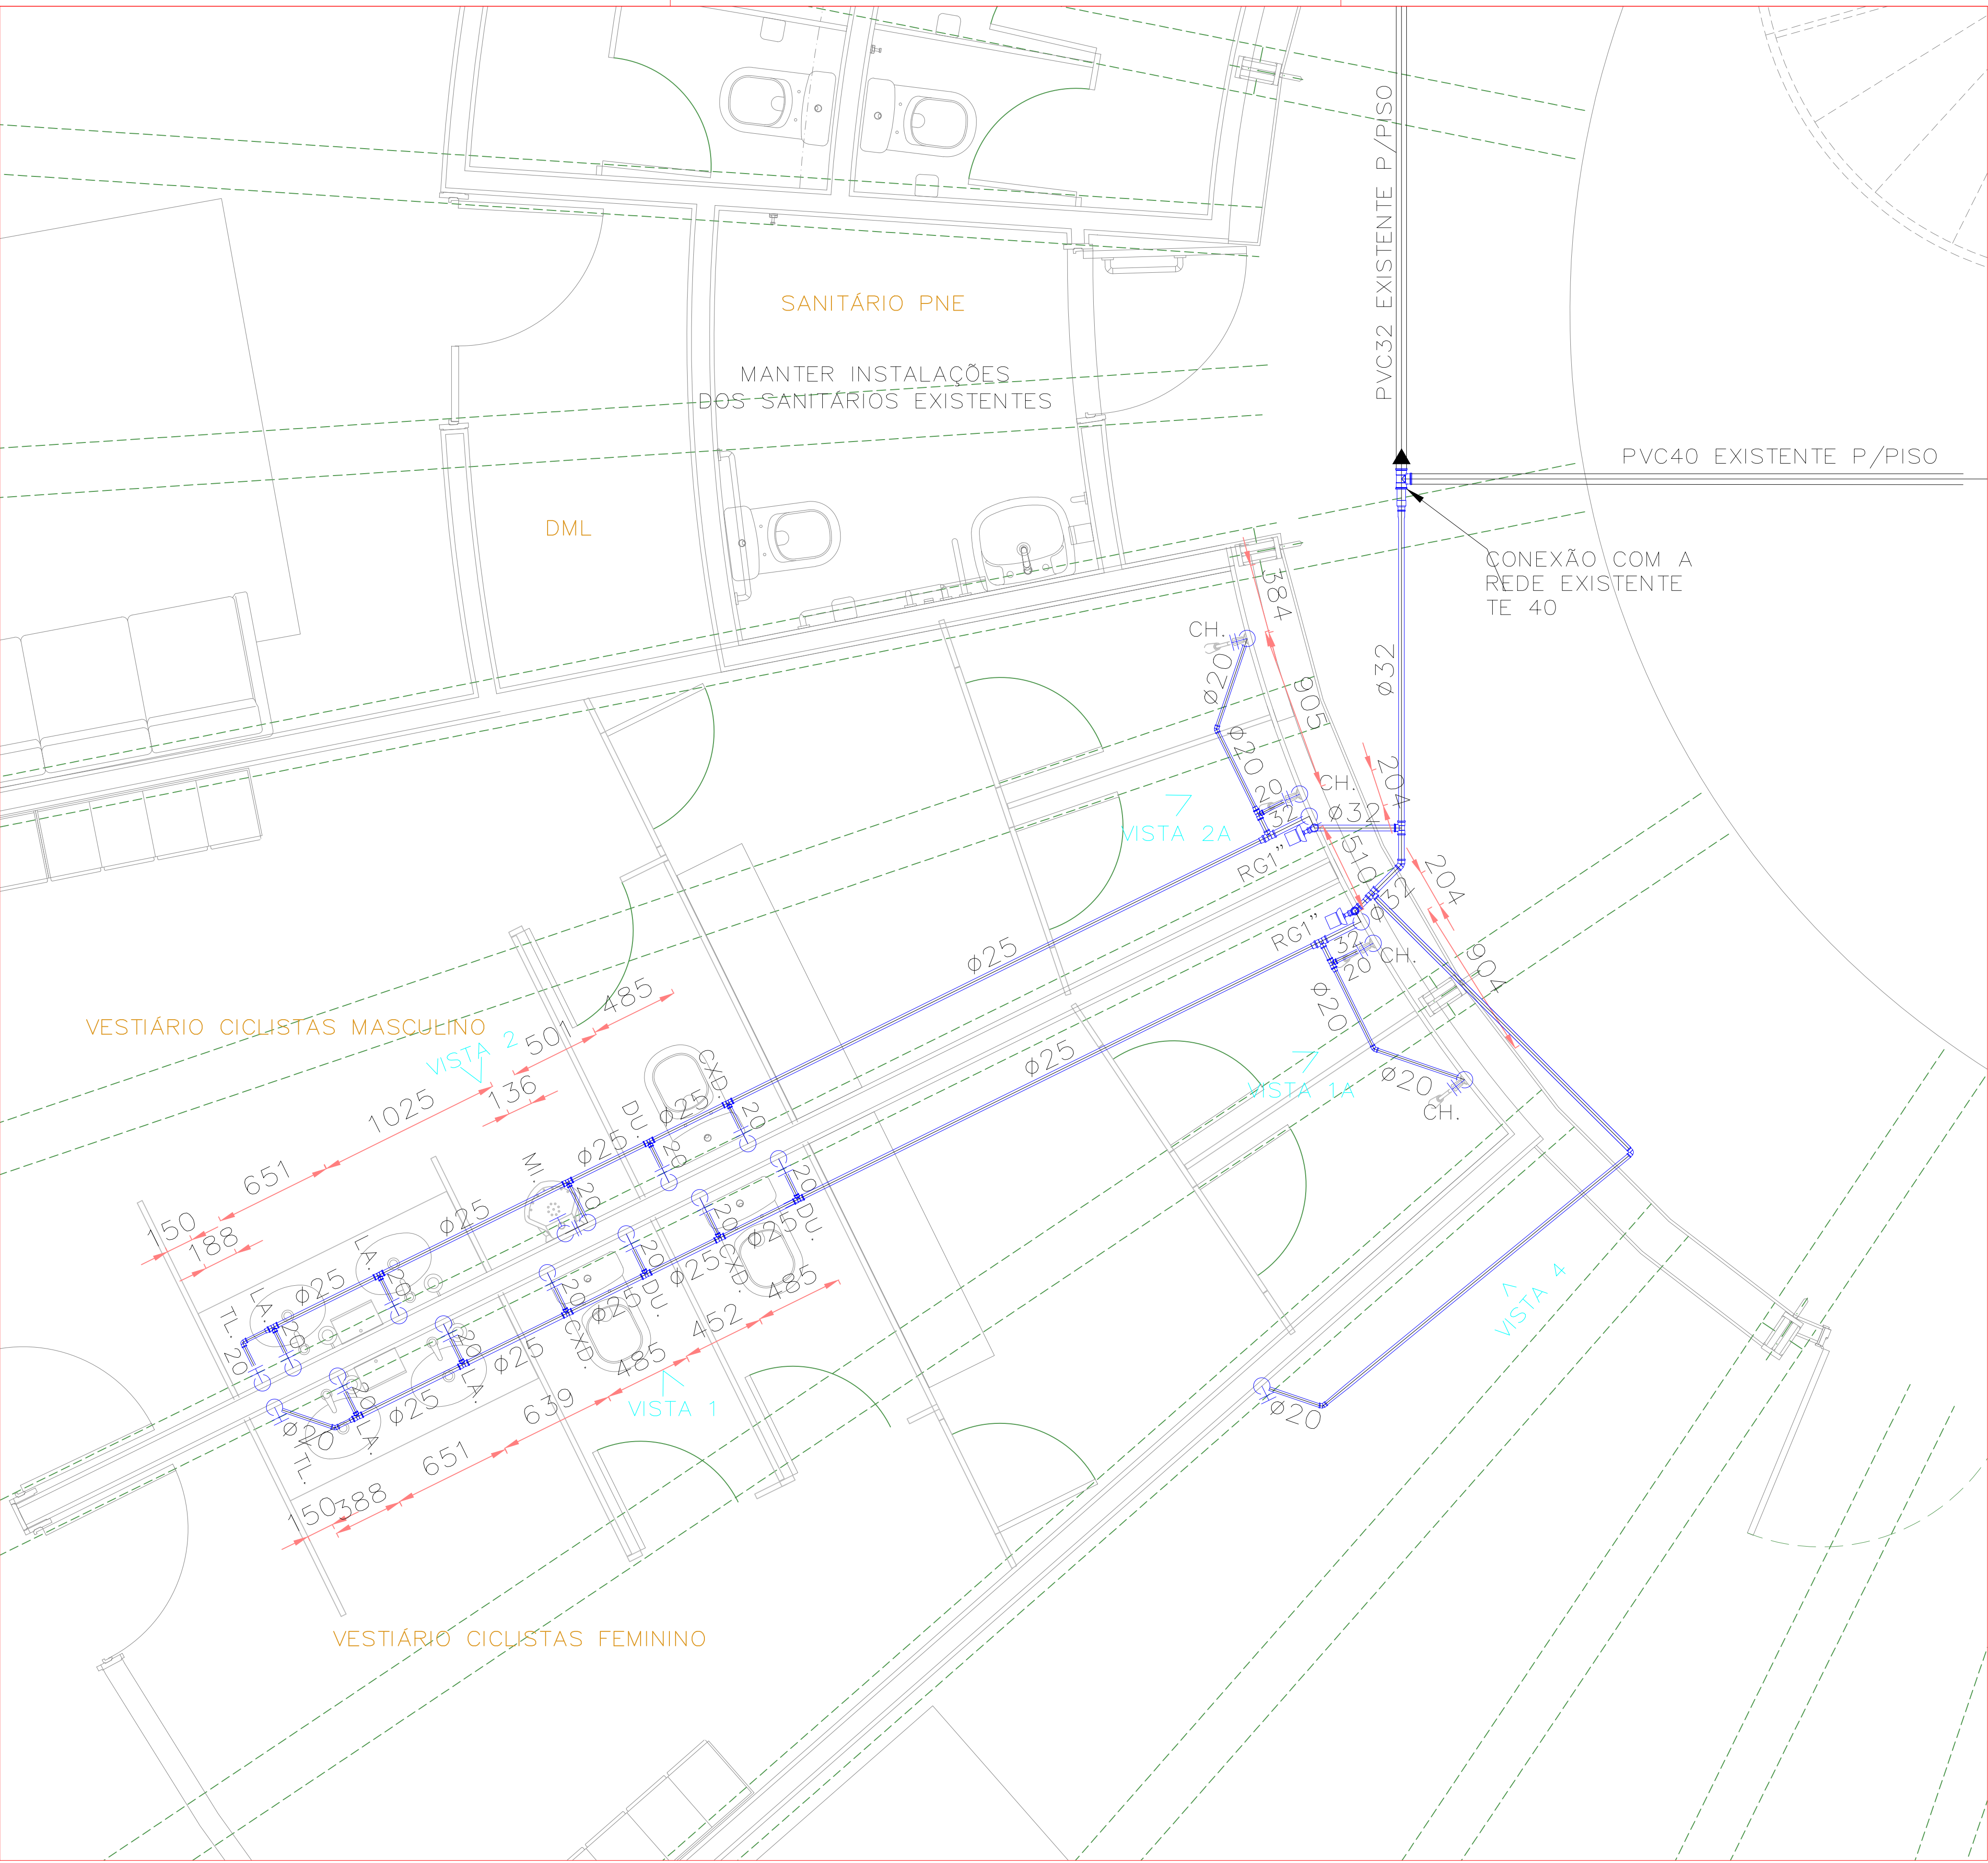 PVC32 EXISTENTE P/PISO
SANITÁRIO PNE
MANTER INSTALAÇÕES
DOS SANITÁRIOS EXISTENTES
PVC40 EXISTENTE P/PISO
DML
CONEXÃO COM A
REDE EXISTENTE
TE 40
384
CH.
ø20
ø32
905
ø20
204
20
CH.
32
ø32
VISTA 2A
RG1"
510
204
ø32
RG1"
32
CH.
20
904
ø25
ø20
VESTIÁRIO CICLISTAS MASCULINO
485
501
VISTA 2
136
1025
CXD.
ø25
VISTA 1A
ø20
CH.
DU.
ø25
20
651
MI.
ø25
20
20
150
188
ø25
LA.
20
DU.
20
ø25
TL.
LA.
ø25
20
20
CXD.
ø25
20
DU.
ø25
20
CXD.
485
452
485
639
VISTA 4
20
ø25
LA.
20
ø25
LA.
ø20
TL.
VISTA 1
651
388
150
ø20
VESTIÁRIO CICLISTAS FEMININO